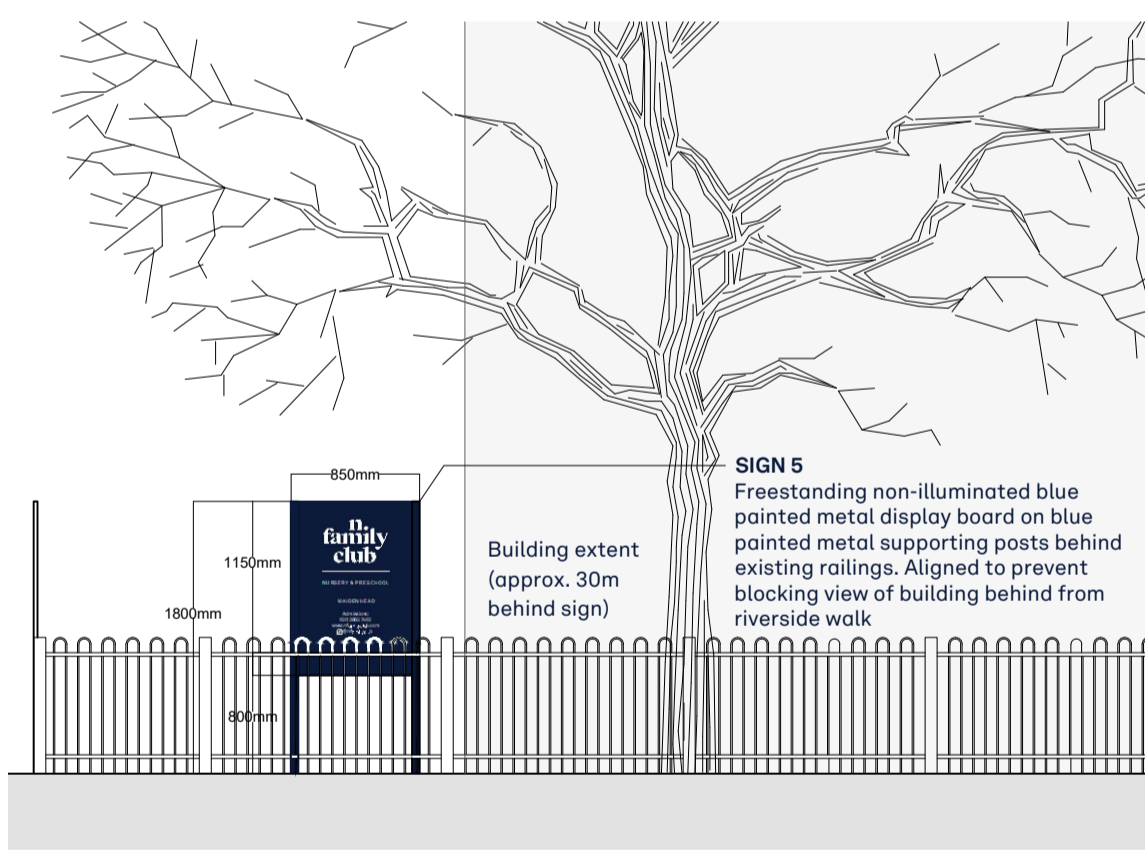 850mm
SIGN 5
Freestanding non-illuminated blue
painted metal display board on blue
painted metal supporting posts behind
existing railings. Aligned to prevent
blocking view of building behind from
riverside walk
n.
family
club
NURSERY & PRESCHOOL
MAIDENHEAD
Building extent
(approx. 30m
behind sign)
1150mm
1800mm
800mm